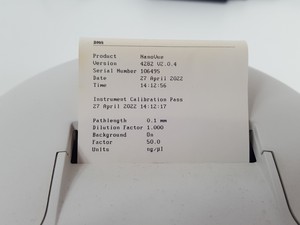 DNA
Product NanoVue
Version 4282 V2.0.4
Serial Number 106495
Date 27 April 2022
Time 14:12:56
Instrument Calibration Pass
27 April 2022 14:12:17
Pathlength 0.1 mm
Dilution Factor 1.000
Background On
Factor 50.0
Units ng/µl